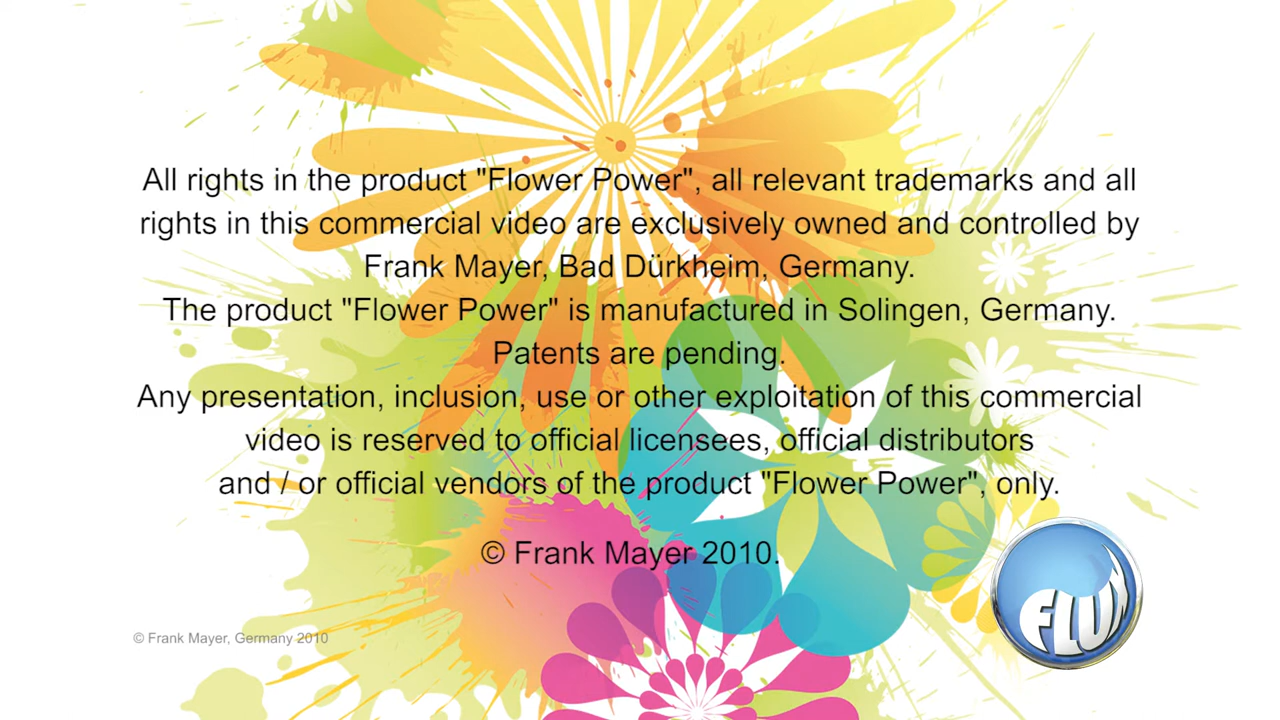 All rights in the product "Flower Power", all relevant trademarks and all
rights in this commercial video are exclusively owned and controlled by
Frank Mayer, Bad Dürkheim, Germany.
The product "Flower Power" is manufactured in Solingen, Germany.
Patents are pending.
Any presentation, inclusion, use or other exploitation of this commercial
video is reserved to official licensees, official distributors
and / or official vendors of the product "Flower Power", only.
© Frank Mayer 2010.
© Frank Mayer, Germany 2010